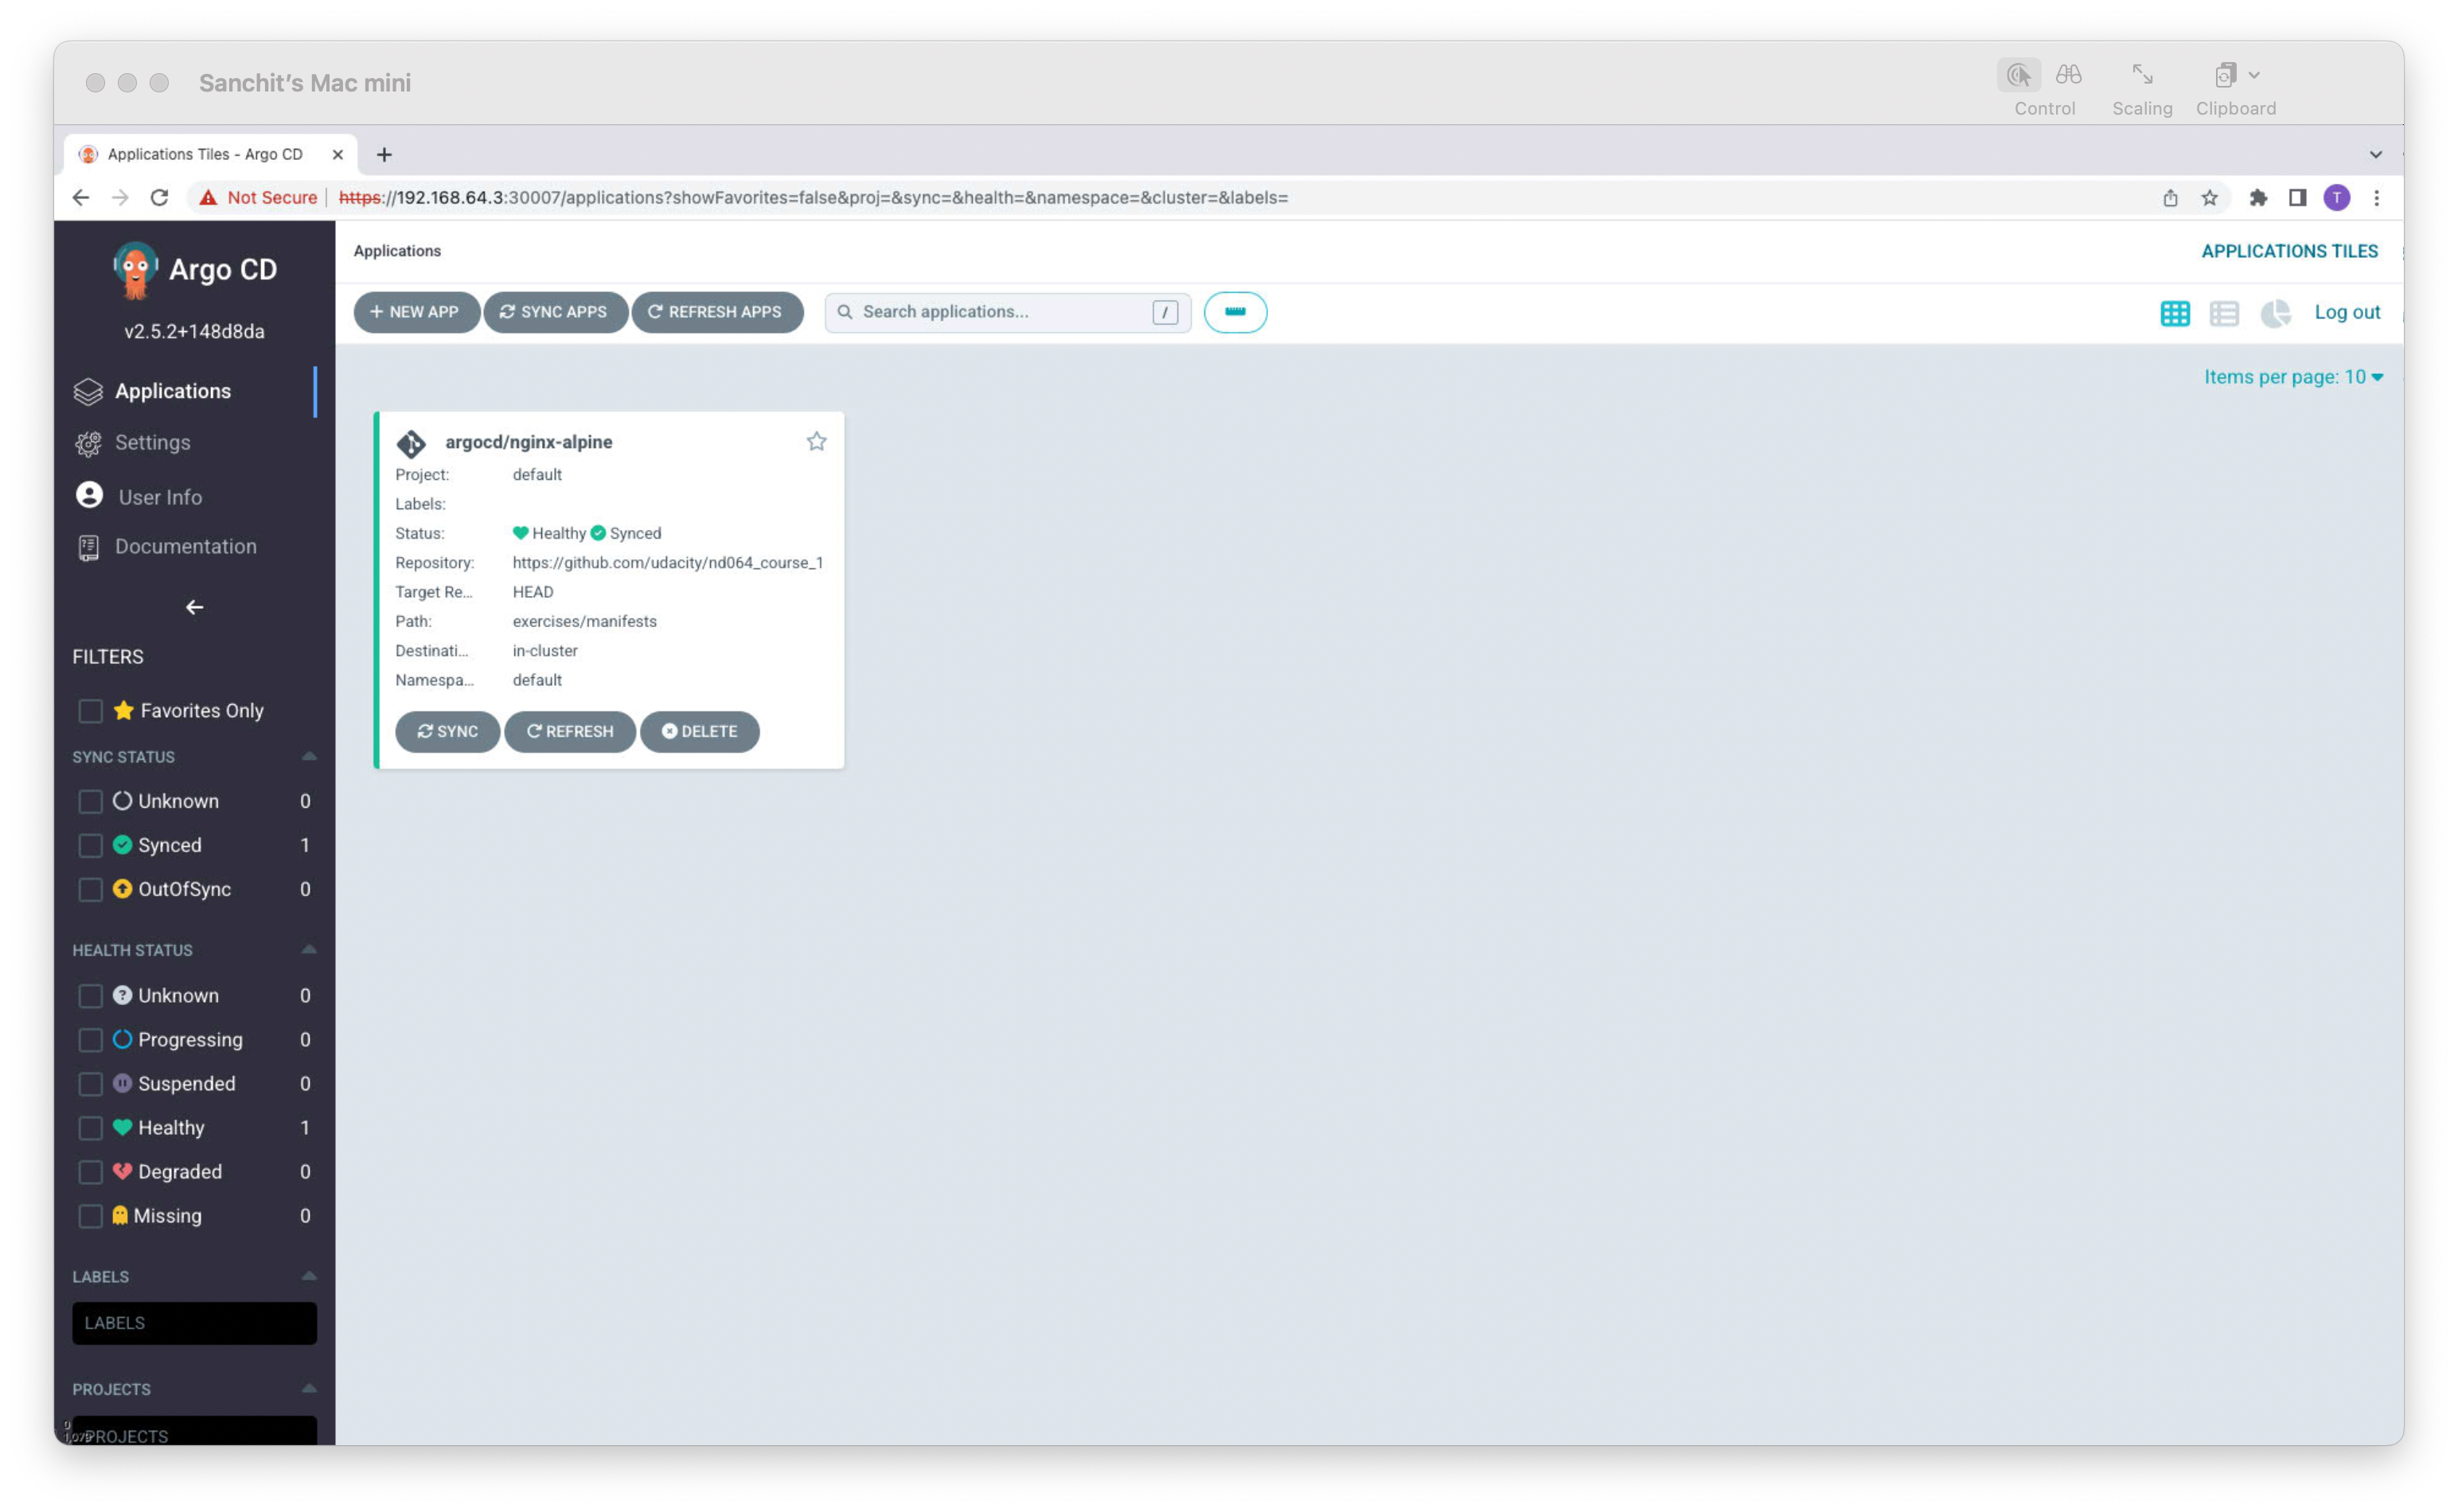 Sanchit's Mac mini
Control
Scaling
Clipboard
Applications Tiles - Argo CD
Not Secure
https://192.168.64.3:30007/applications?showFavorites=false&proj=&sync=&health=&namespace=&cluster=&labels=
T
Argo CD
v2.5.2+148d8da
Applications
Settings
User Info
Documentation
FILTERS
Favorites Only
SYNC STATUS
Unknown 0
Synced 1
OutOfSync 0
HEALTH STATUS
Unknown 0
Progressing 0
Suspended 0
Healthy 1
Degraded 0
Missing 0
LABELS
LABELS
PROJECTS
PROJECTS
Applications
APPLICATIONS TILES
+ NEW APP
SYNC APPS
REFRESH APPS
Search applications...
/
Log out
Items per page: 10
argocd/nginx-alpine
Project: default
Labels:
Status: Healthy Synced
Repository: https://github.com/udacity/nd064_course_1
Target Re... HEAD
Path: exercises/manifests
Destinati... in-cluster
Namespa... default
SYNC
REFRESH
DELETE